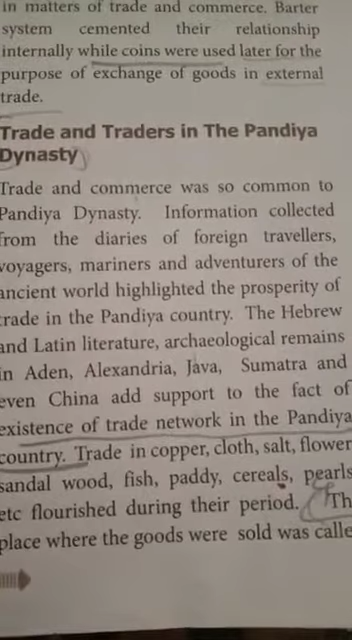 in matters of trade and commerce. Barter
system cemented their relationship
internally while coins were used later for the
purpose of exchange of goods in external
trade.
Trade and Traders in The Pandiya
Dynasty
Trade and commerce was so common to
Pandiya Dynasty. Information collected
from the diaries of foreign travellers,
voyagers, mariners and adventurers of the
ancient world highlighted the prosperity of
trade in the Pandiya country. The Hebrew
and Latin literature, archaeological remains
in Aden, Alexandria, Java, Sumatra and
even China add support to the fact of
existence of trade network in the Pandiya
country. Trade in copper, cloth, salt, flower
sandal wood, fish, paddy, cereals, pearls
etc flourished during their period. Th
place where the goods were sold was calle